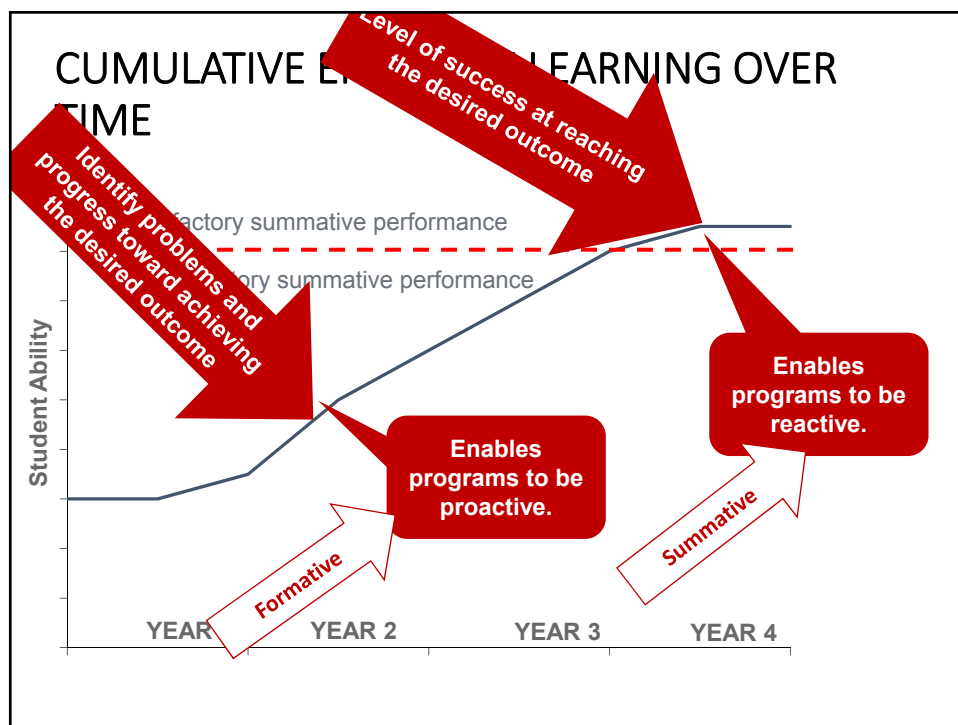 CUMULATIVE E LEARNING OVER
TIME
Level of success at reaching
the desired outcome
Identify problems and
progress toward achieving
the desired outcome
factory summative performance
tory summative performance
Student Ability
Enables
programs to be
reactive.
Enables
programs to be
proactive.
Formative
Summative
YEAR
YEAR 2
YEAR 3
YEAR 4